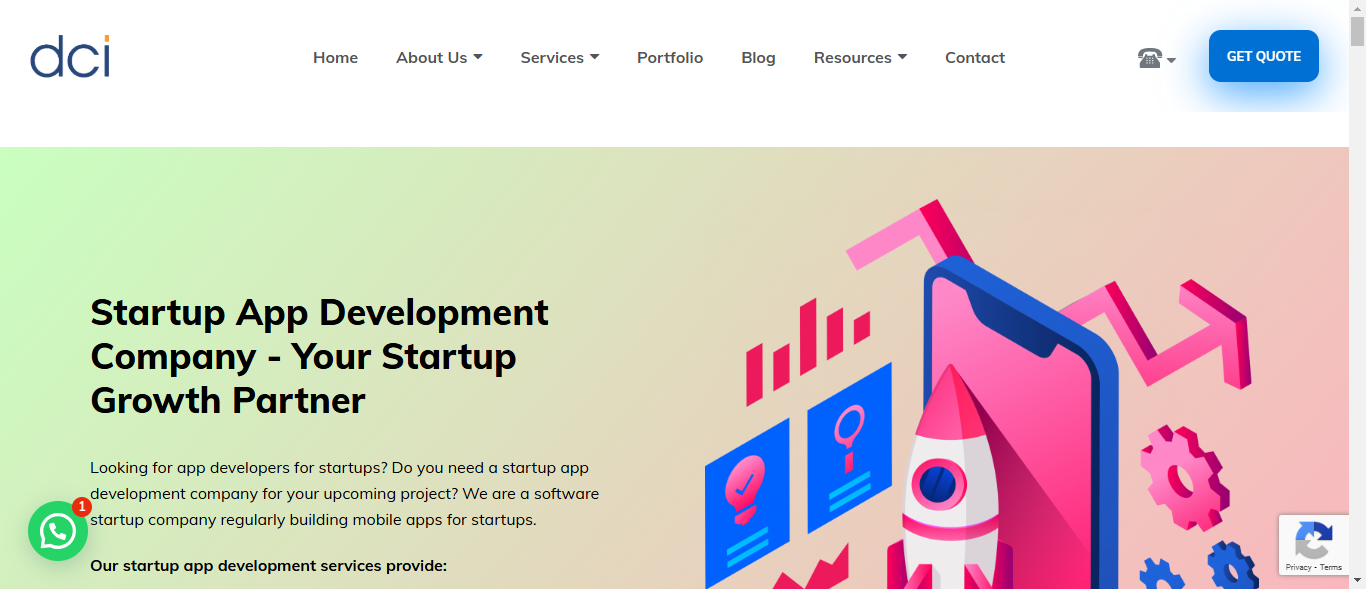 dci
Home
About Us
Services
Portfolio
Blog
Resources
Contact
GET QUOTE
Startup App Development
Company - Your Startup
Growth Partner
Looking for app developers for startups? Do you need a startup app
development company for your upcoming project? We are a software
startup company regularly building mobile apps for startups.
1
Our startup app development services provide:
Privacy - Terms